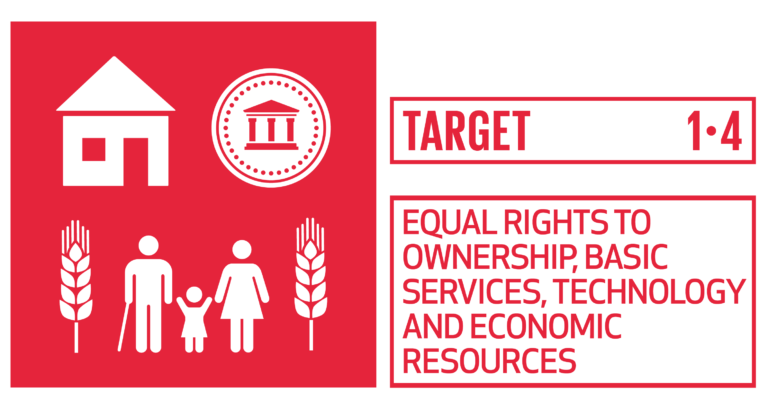 TARGET 1•4
EQUAL RIGHTS TO
OWNERSHIP, BASIC
SERVICES, TECHNOLOGY
AND ECONOMIC
RESOURCES